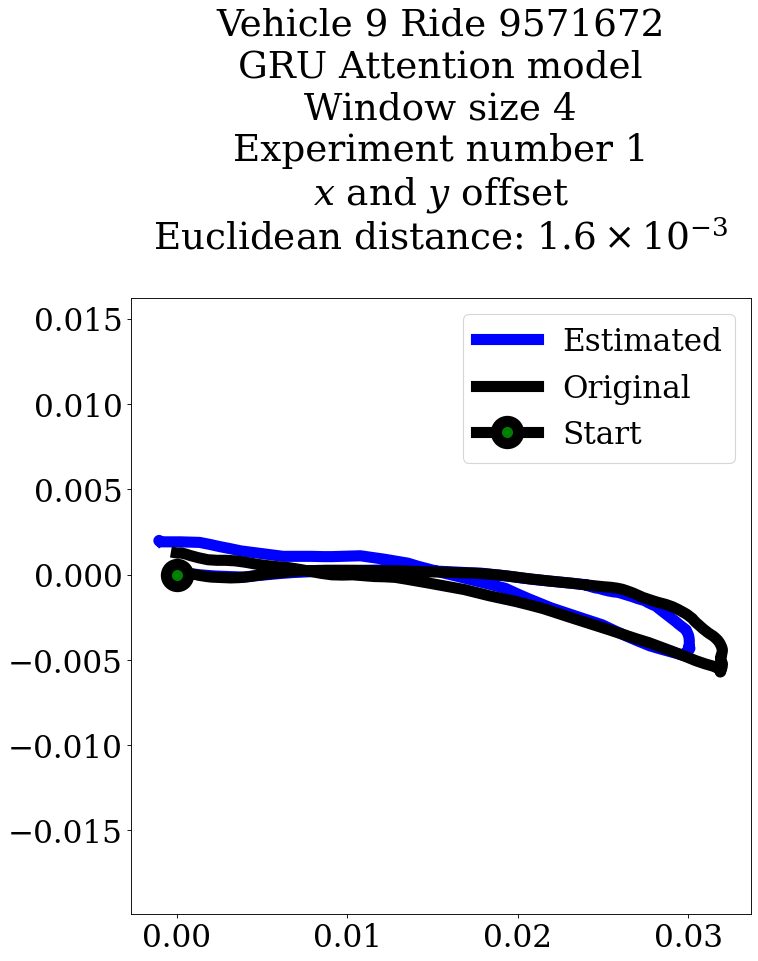 Vehicle 9 Ride 9571672
GRU Attention model
Window size 4
Experiment number 1
x and y offset
Euclidean distance: 1.6 × 10⁻³
Estimated
Original
Start
0.015
0.010
0.005
0.000
−0.005
−0.010
−0.015
0.00 0.01 0.02 0.03